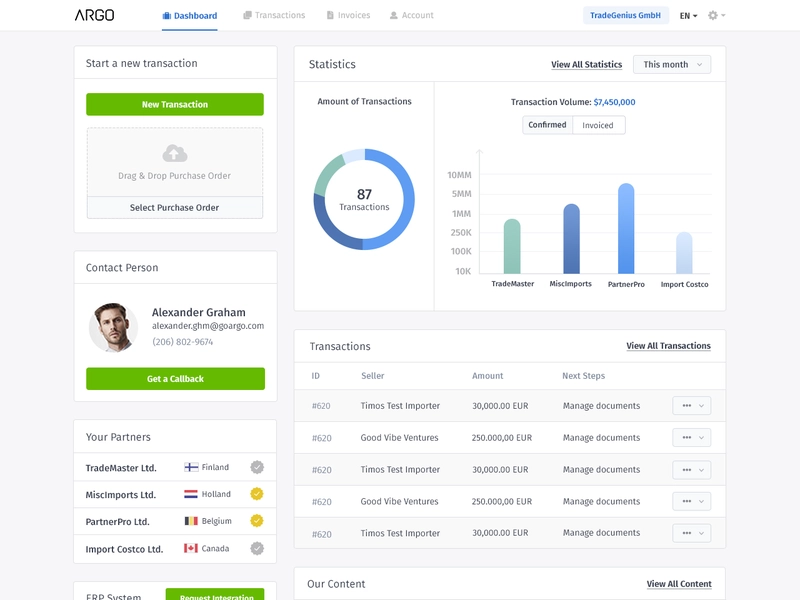 ARGO
Dashboard
Transactions
Invoices
Account
TradeGenius GmbH
EN
Start a new transaction
New Transaction
Drag & Drop Purchase Order
Select Purchase Order
Contact Person
Alexander Graham
alexander.ghm@goargo.com
(206) 802-9674
Get a Callback
Your Partners
TradeMaster Ltd. Finland
MiscImports Ltd. Holland
PartnerPro Ltd. Belgium
Import Costco Ltd. Canada
ERP System
Request Integration
Statistics
View All Statistics
This month
Amount of Transactions
87
Transactions
Transaction Volume: $7,450,000
Confirmed
Invoiced
10MM
5MM
1MM
250K
100K
10K
TradeMaster
MiscImports
PartnerPro
Import Costco
Transactions
View All Transactions
ID Seller Amount Next Steps
#620 Timos Test Importer 30,000.00 EUR Manage documents
#620 Good Vibe Ventures 250.000,00 EUR Manage documents
#620 Timos Test Importer 30,000.00 EUR Manage documents
#620 Good Vibe Ventures 250.000,00 EUR Manage documents
#620 Timos Test Importer 30,000.00 EUR Manage documents
Our Content
View All Content